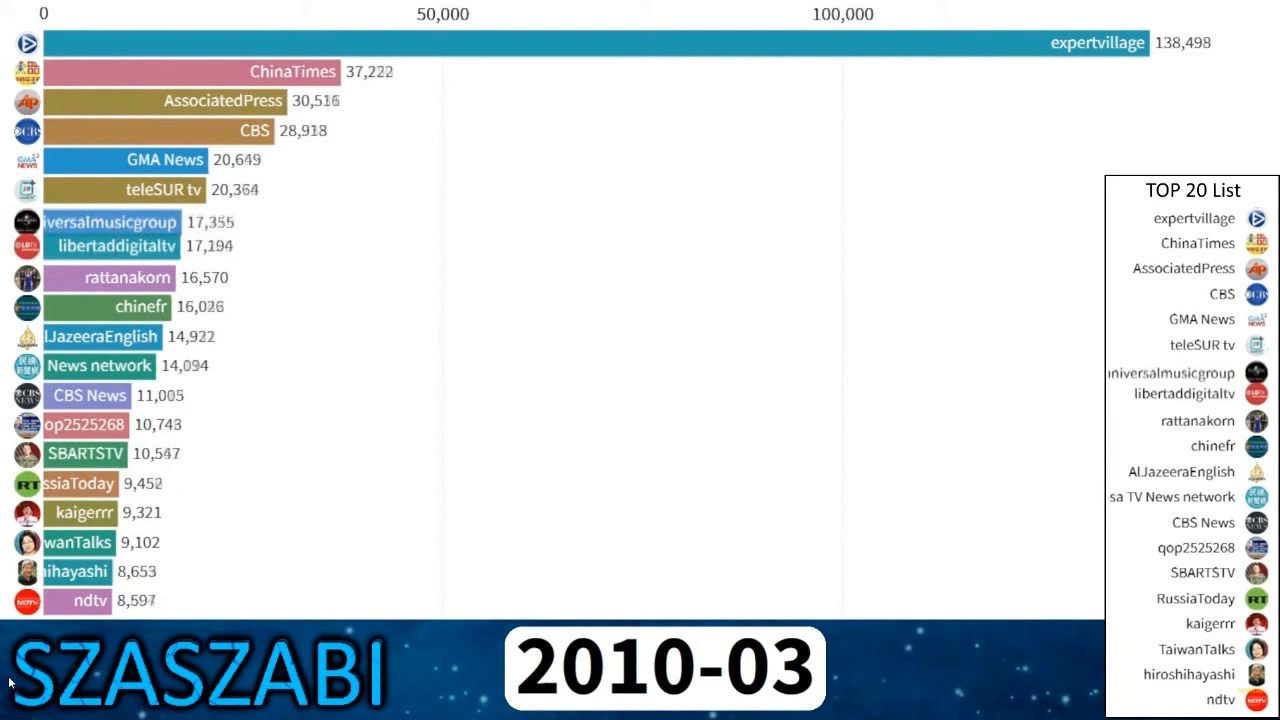 0 50,000 100,000
expertvillage 138,498
ChinaTimes 37,222
AssociatedPress
CBS 28,918
GMA News 20,649
teleSUR tv 20,364
iversalmusicgroup 17,355
libertaddigitaltv 17,194
rattanakorn 16,570
chinefr 16,026
lJazeeraEnglish 14,922
News network 14,094
CBS News 11,005
op2525268 10,743
SBARTSTV 10,547
ssiaToday 9,452
kaigerrr 9,321
wanTalks 9,102
ihayashi 8,653
ndtv 8,597
TOP 20 List
expertvillage
ChinaTimes
AssociatedPress
CBS
GMA News
teleSUR tv
niversalmusicgroup
libertaddigitaltv
rattanakorn
chinefr
AlJazeeraEnglish
sa TV News network
CBS News
qop2525268
SBARTSTV
RussiaToday
kaigerrr
TaiwanTalks
hiroshihayashi
ndtv
SZASZABI
2010-03